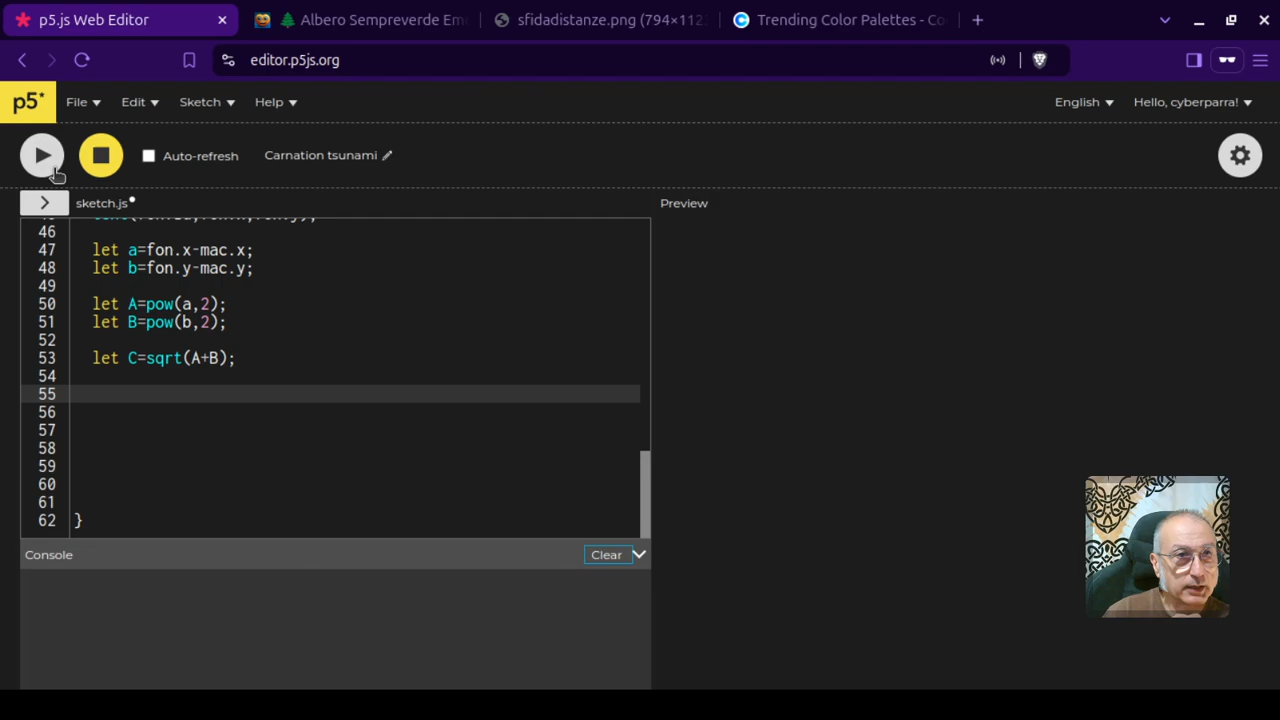 p5.js Web Editor
Albero Sempreverde Em
sfidadistanze.png (794×112
Trending Color Palettes - Co
editor.p5js.org
p5*
File
Edit
Sketch
Help
English
Hello, cyberparra!
Auto-refresh
Carnation tsunami
sketch.js
Preview
46
47 let a=fon.x-mac.x;
48 let b=fon.y-mac.y;
49
50 let A=pow(a,2);
51 let B=pow(b,2);
52
53 let C=sqrt(A+B);
54
55
56
57
58
59
60
61
62 }
Console
Clear